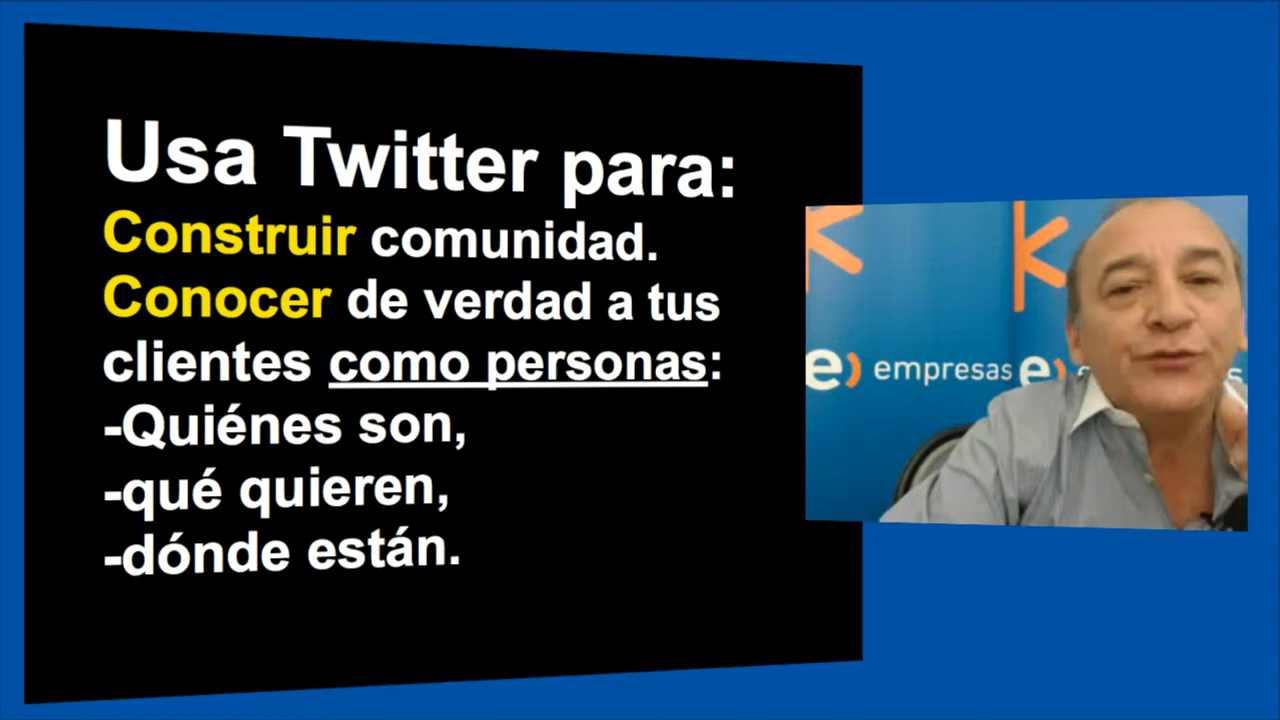 Usa Twitter para:
Construir comunidad.
Conocer de verdad a tus
clientes como personas:
-Quiénes son,
-qué quieren,
-dónde están.
e) empresas e)